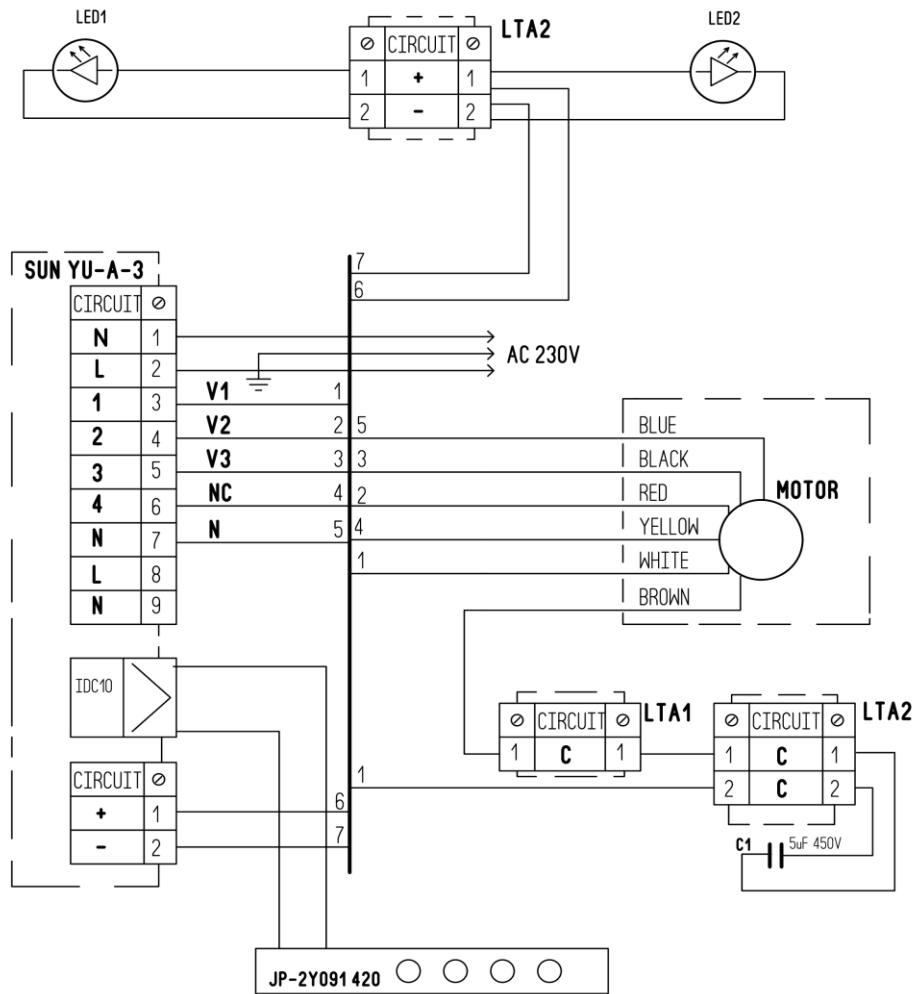 LED1
LTA2
LED2
CIRCUIT
1 + 1
2 - 2
7
6
SUN YU-A-3
CIRCUIT
N 1
L 2
AC 230V
1 3 V1 1
2 4 V2 2 5 BLUE
3 5 V3 3 3 BLACK
4 6 NC 4 2 RED
MOTOR
N 7 N 5 4 YELLOW
L 8 1 WHITE
N 9 BROWN
IDC10
CIRCUIT LTA1
1 C 1
CIRCUIT LTA2
1 C 1
2 C 2
1
CIRCUIT
+ 1 6
- 2 7
C1 5uF 450V
JP-2Y091420